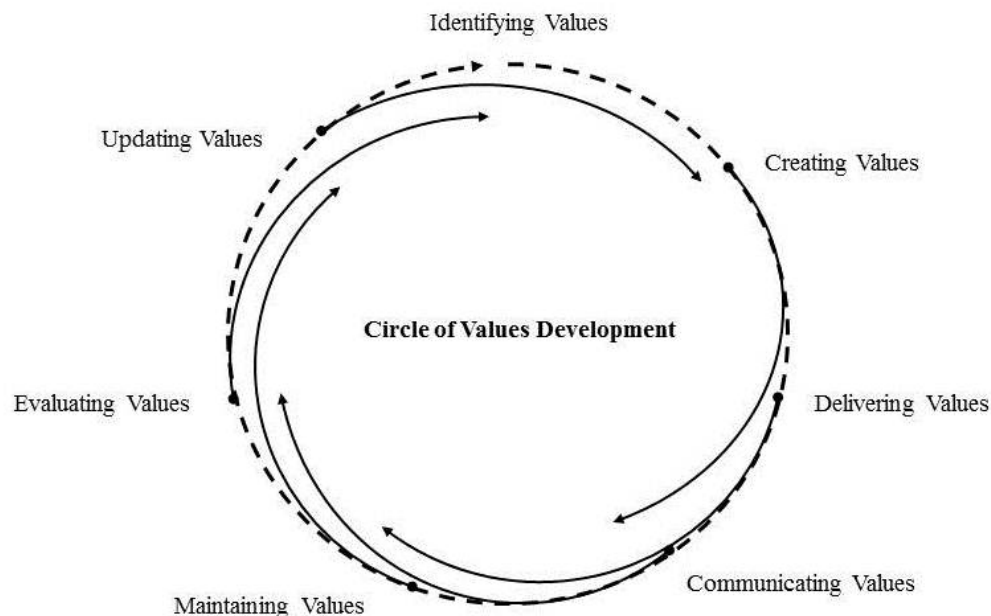 Identifying Values
Updating Values
Creating Values
Circle of Values Development
Evaluating Values
Delivering Values
Communicating Values
Maintaining Values